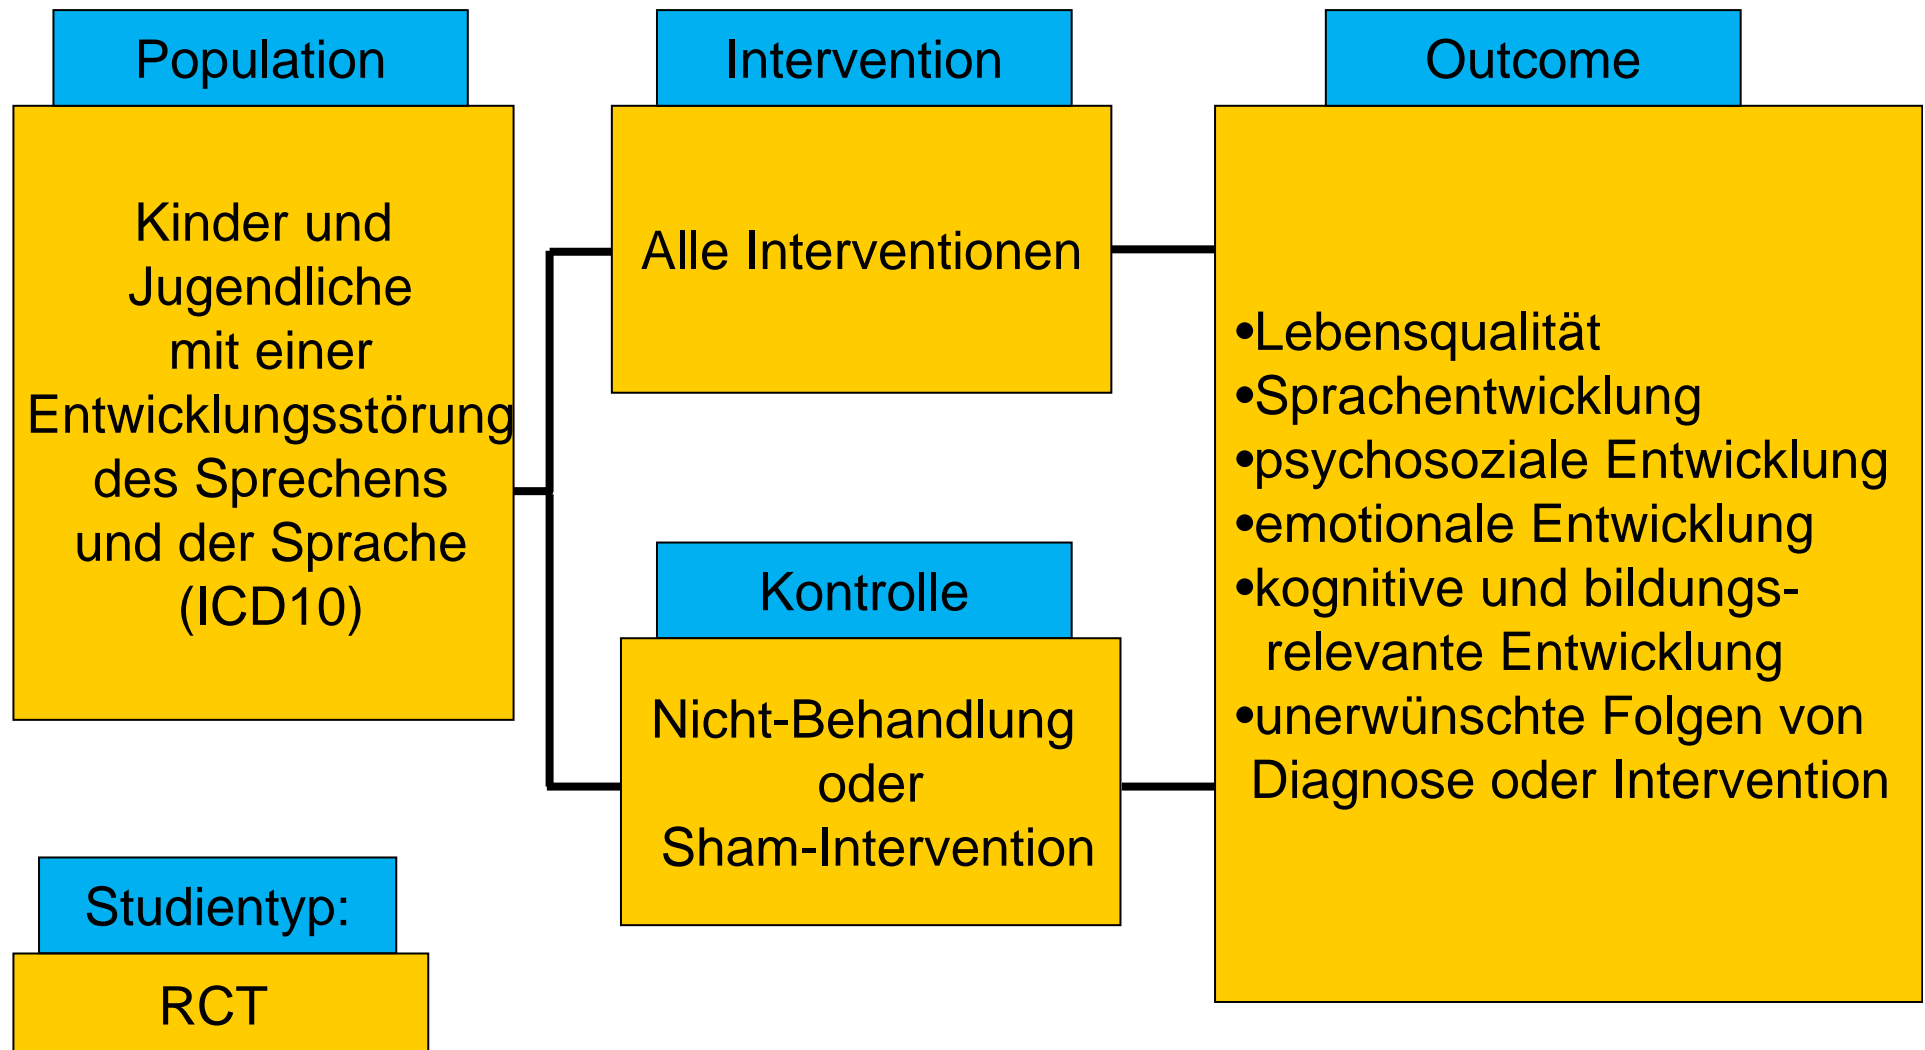 Population
Kinder und
Jugendliche
mit einer
Entwicklungsstörung
des Sprechens
und der Sprache
(ICD10)
Intervention
Alle Interventionen
Kontrolle
Nicht-Behandlung
oder
Sham-Intervention
Outcome
•Lebensqualität
•Sprachentwicklung
•psychosoziale Entwicklung
•emotionale Entwicklung
•kognitive und bildungs-
relevante Entwicklung
•unerwünschte Folgen von
Diagnose oder Intervention
Studientyp:
RCT